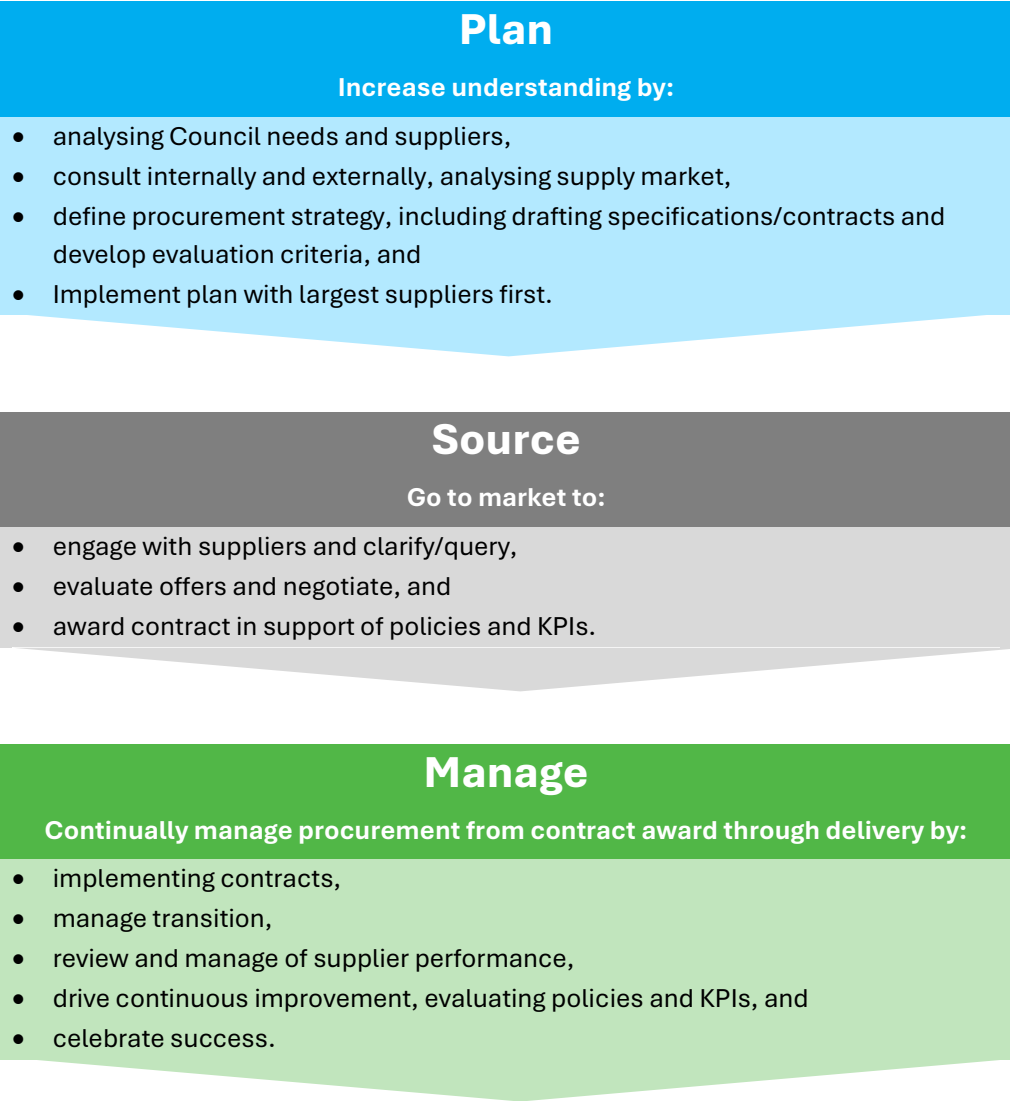 Plan
Increase understanding by:
• analysing Council needs and suppliers,
• consult internally and externally, analysing supply market,
• define procurement strategy, including drafting specifications/contracts and
develop evaluation criteria, and
• Implement plan with largest suppliers first.
Source
Go to market to:
• engage with suppliers and clarify/query,
• evaluate offers and negotiate, and
• award contract in support of policies and KPIs.
Manage
Continually manage procurement from contract award through delivery by:
• implementing contracts,
• manage transition,
• review and manage of supplier performance,
• drive continuous improvement, evaluating policies and KPIs, and
• celebrate success.